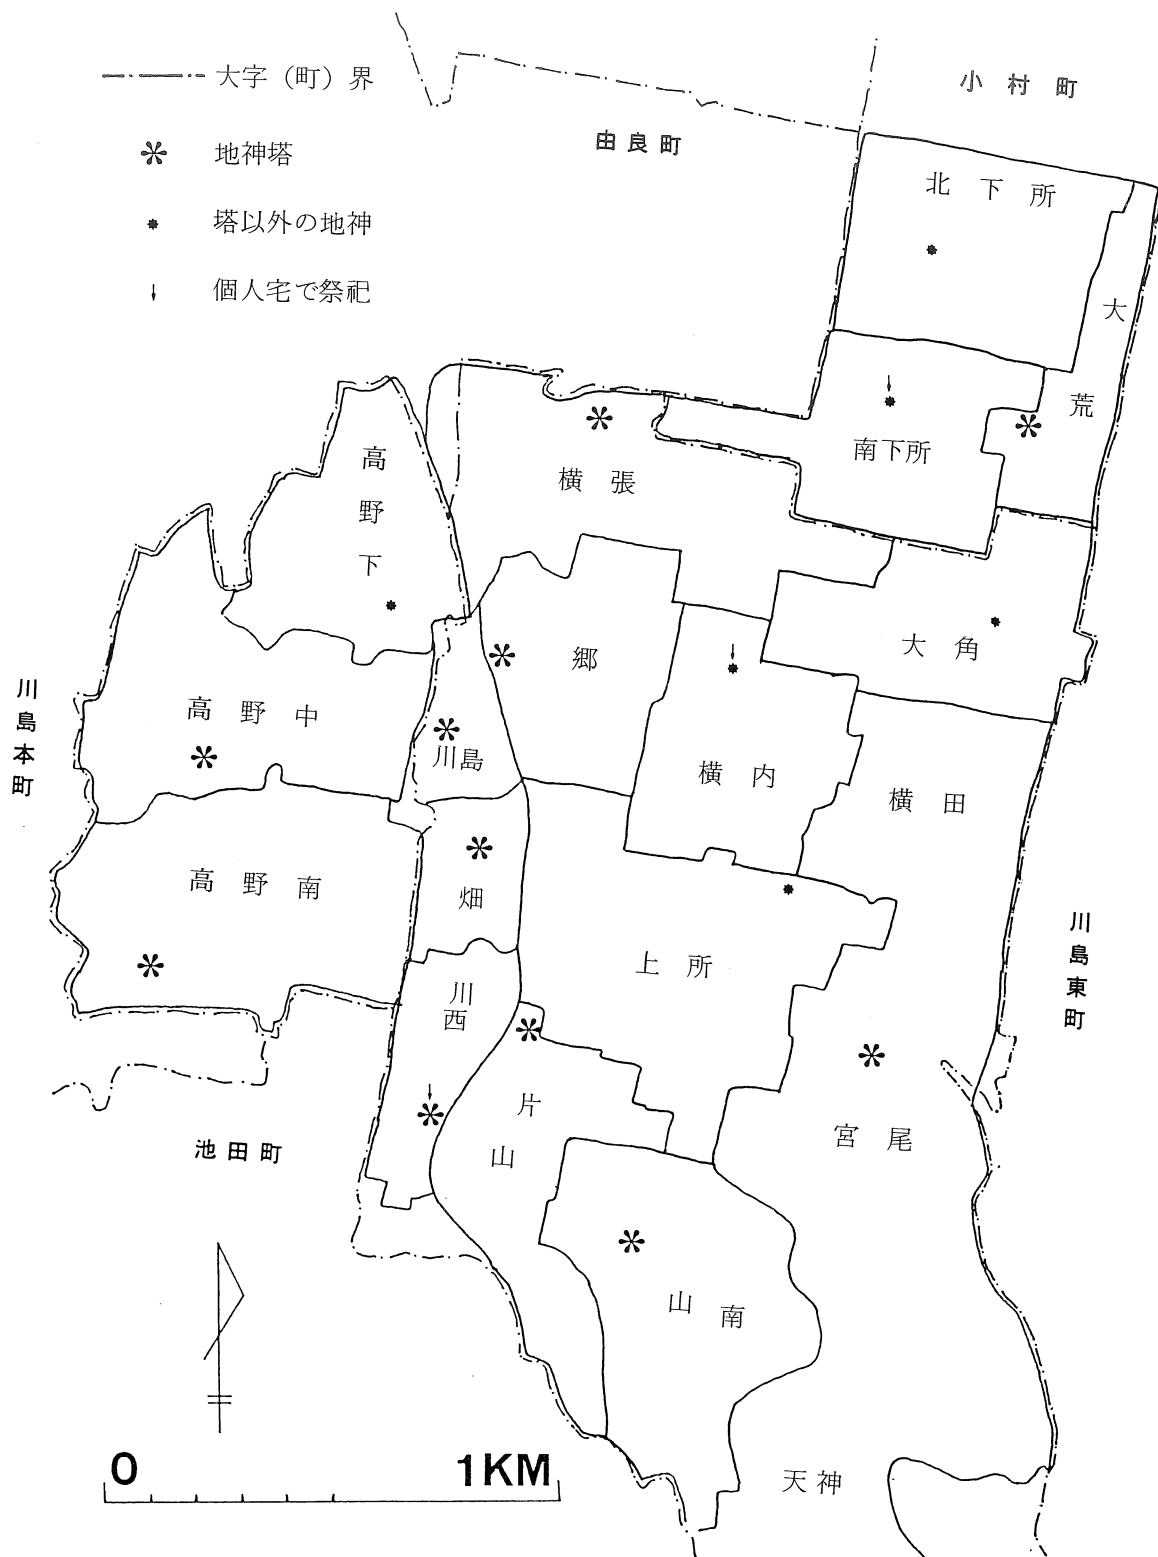 大字（町）界
地神塔
塔以外の地神
個人宅で祭祀
小村町
由良町
北下所
大荒
南下所
横張
高野下
大角
郷
川島本町
高野中
川島
横内
横田
畑
高野南
上所
川島東町
川西
片山
宮尾
池田町
山南
天神
0 1KM